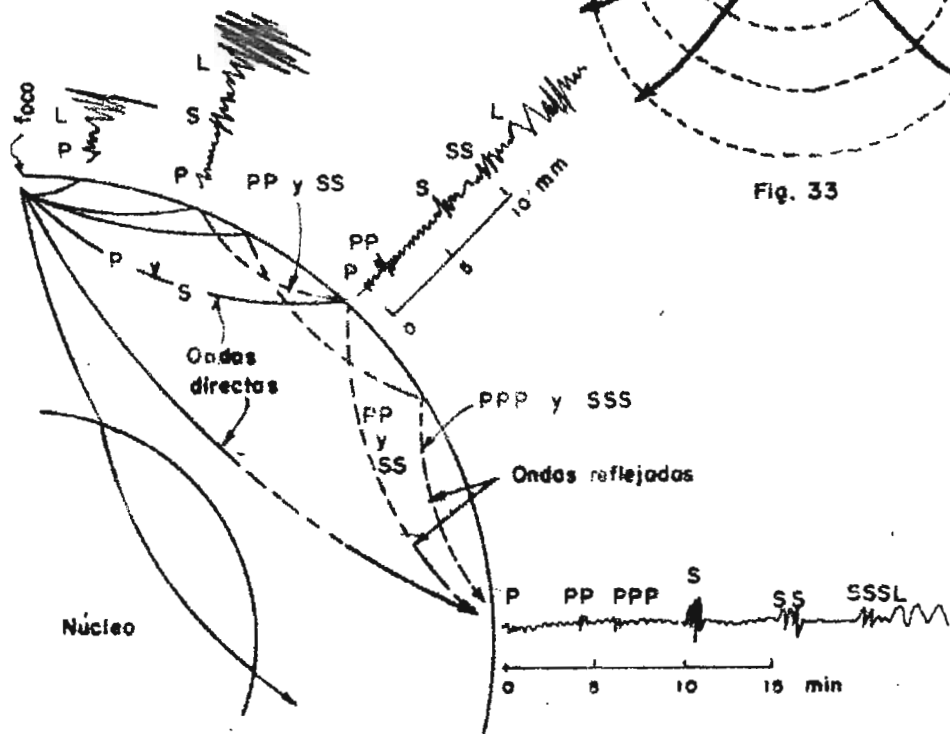 foco
L
P
L
S
P
PP y SS
L
SS
S
PP
P
0
5
10 mm
Fig. 33
P y S
Ondas
directas
PP
y
SS
PPP y SSS
Ondas reflejadas
Núcleo
P PP PPP S SS SSSL
0 5 10 15 min